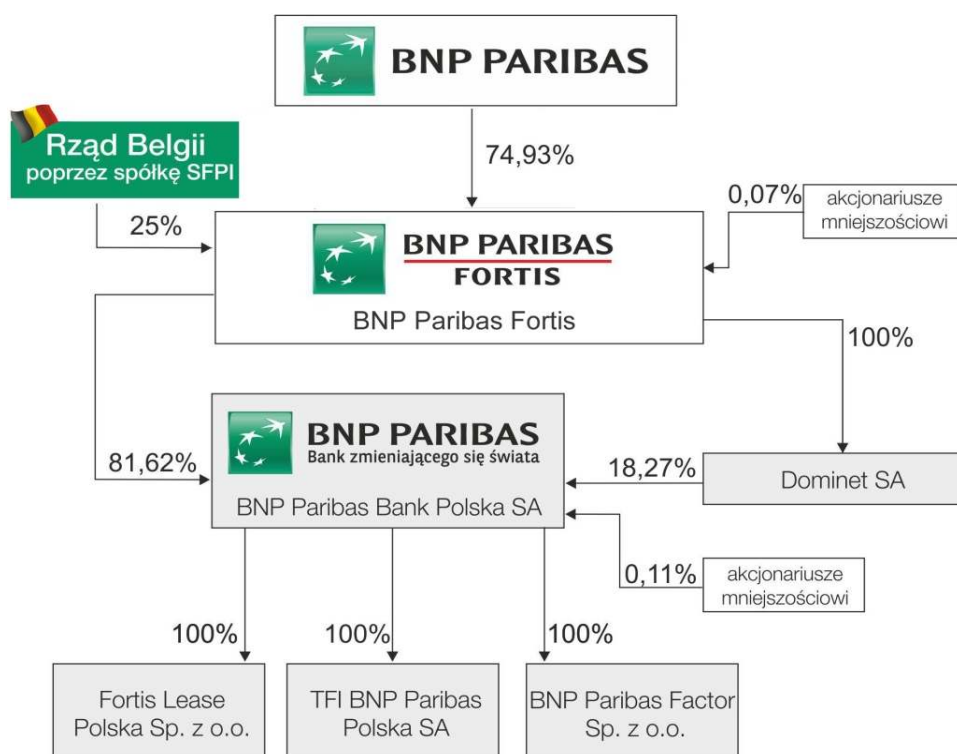 BNP PARIBAS
Rząd Belgii
poprzez spółkę SFPI
74,93%
0,07%
akcjonariusze
mniejszościowi
25%
BNP PARIBAS
FORTIS
BNP Paribas Fortis
100%
BNP PARIBAS
Bank zmieniającego się świata
81,62%
BNP Paribas Bank Polska SA
18,27%
Dominet SA
0,11%
akcjonariusze
mniejszościowi
100%
100%
100%
Fortis Lease
Polska Sp. z o.o.
TFI BNP Paribas
Polska SA
BNP Paribas Factor
Sp. z o.o.